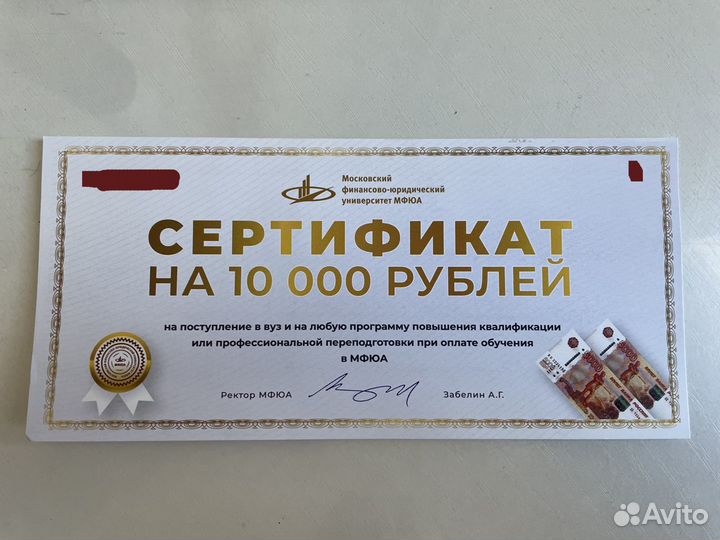 Московский
финансово-юридический
университет МФЮА
СЕРТИФИКАТ
НА 10 000 РУБЛЕЙ
на поступление в вуз и на любую программу повышения квалификации
или профессиональной переподготовки при оплате обучения
в МФЮА
Ректор МФЮА
Забелин А.Г.
Avito